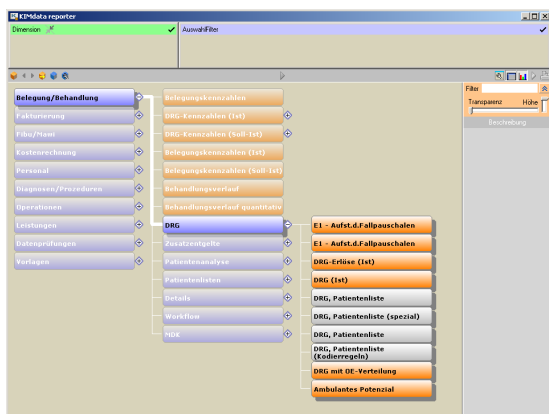 KIMdata reporter
Dimension
AuswahlFilter
Filter
Transparenz
Höhe
Beschreibung
Belegung/Behandlung
Fakturierung
Fibu/Mawi
Kostenrechnung
Personal
Diagnosen/Prozeduren
Operationen
Leistungen
Datenprüfungen
Vorlagen
Belegungskennzahlen
DRG-Kennzahlen (Ist)
DRG-Kennzahlen (Soll-Ist)
Belegungskennzahlen (Ist)
Belegungskennzahlen (Soll-Ist)
Behandlungsverlauf
Behandlungsverlauf quantitativ
DRG
Zusatzentgelte
Patientenanalyse
Patientenlisten
Details
Workflow
MDK
E1 - Aufst.d.Fallpauschalen
E1 - Aufst.d.Fallpauschalen
DRG-Erlöse (Ist)
DRG (Ist)
DRG, Patientenliste
DRG, Patientenliste (spezial)
DRG, Patientenliste
DRG, Patientenliste
(Kodierregeln)
DRG mit OE-Verteilung
Ambulantes Potenzial